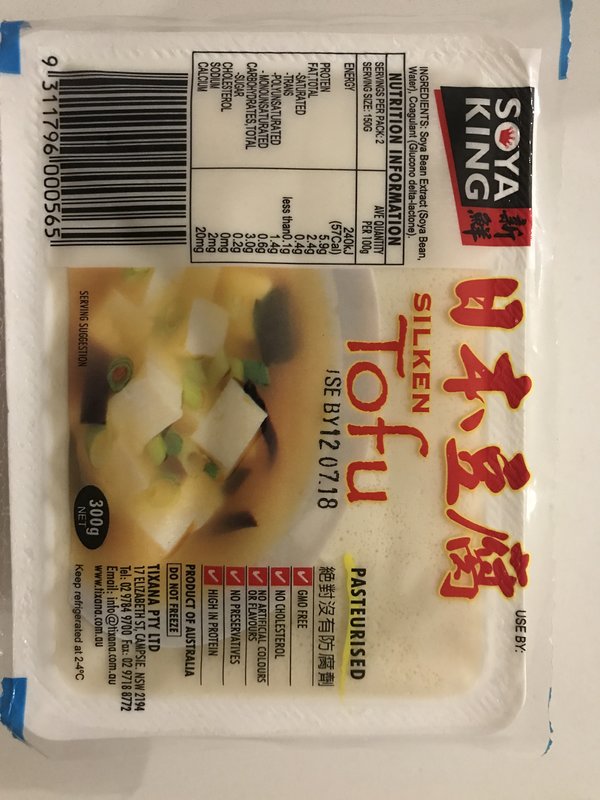 SOYA
KING
新鮮
日本豆腐
SILKEN
Tofu
USE BY:
USE BY 12 07.18
INGREDIENTS: Soya Bean Extract (Soya Bean,
Water), Coagulant (Glucono delta-lactone).
NUTRITION INFORMATION
SERVINGS PER PACK: 2
SERVING SIZE: 150G
AVE QUANTITY
PER 100g
ENERGY 240kJ
(57Cal)
PROTEIN 5.9g
FAT, TOTAL 2.4g
-SATURATED 0.4g
-TRANS less than 0.1g
-POLYUNSATURATED 1.4g
-MONOUNSATURATED 0.6g
CARBOHYDRATES, TOTAL 3.0g
-SUGAR 0.2g
CHOLESTEROL 0mg
SODIUM 2mg
CALCIUM 20mg
9 311796 000565
SERVING SUGGESTION
300g
NET
PASTEURISED
絕對沒有防腐劑
GMO FREE
NO CHOLESTEROL
NO ARTIFICIAL COLOURS
OR FLAVOURS
NO PRESERVATIVES
HIGH IN PROTEIN
PRODUCT OF AUSTRALIA
DO NOT FREEZE
TIXANA PTY LTD
17 ELIZABETH ST, CAMPSIE. NSW 2194
Tel: 02 9784 9700 Fax: 02 9718 8772
Email: info@tixana.com.au
www.tixana.com.au
Keep refrigerated at 2-4°C